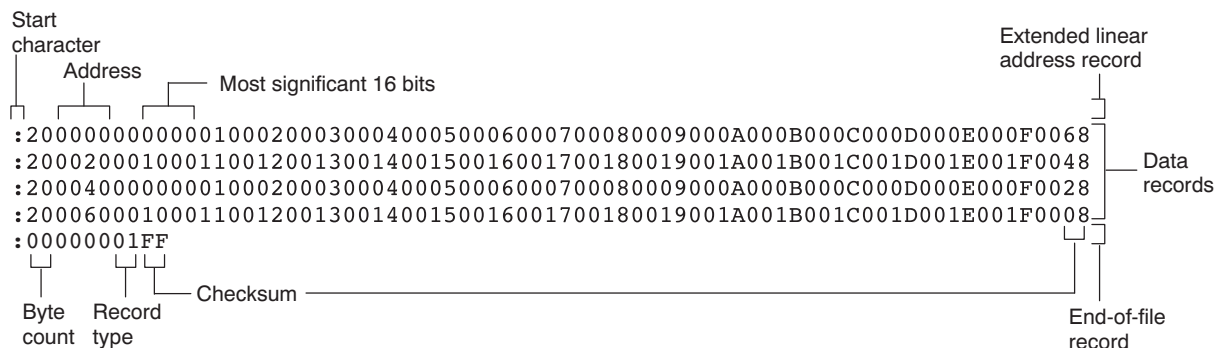 Start
character
Address
Most significant 16 bits
Extended linear
address record
:2000000000000100020003000400050006000700080009000A000B000C000D000E000F0068
:2000200010001100120013001400150016001700180019001A001B001C001D001E001F0048
:2000400000000100020003000400050006000700080009000A000B000C000D000E000F0028
:2000600010001100120013001400150016001700180019001A001B001C001D001E001F0008
:00000001FF
Data
records
Checksum
Byte
count
Record
type
End-of-file
record